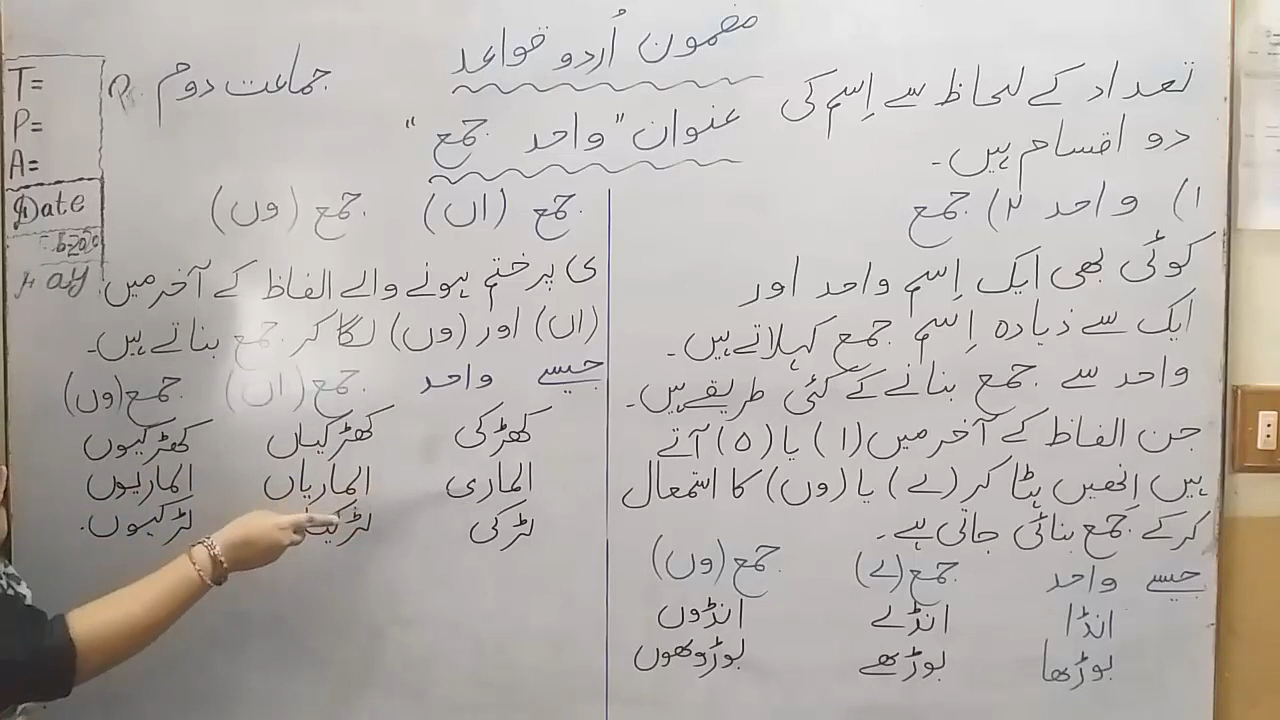 مضمون اُردو قواعد
جماعت دوم
عنوان "واحد جمع"
T=
P=
A=
Date
تعداد کے لحاظ سے اِسم کی
دو اقسام ہیں۔
۱) واحد ۲) جمع
کوئی بھی ایک اِسم واحد اور
ایک سے زیادہ اِسم جمع کہلاتے ہیں۔
واحد سے جمع بنانے کے کئی طریقے ہیں۔
جن الفاظ کے آخر میں (ا) یا (ہ) آتے
ہیں اِنھیں ہٹا کر (ے) یا (وں) کا استمعال
کرکے جمع بنائی جاتی ہے۔
جیسے واحد جمع (ے) جمع (وں)
انڈا انڈے انڈوں
بوڑھا بوڑھے بوڑوھوں
جمع (اں) جمع (وں)
ی پر ختم ہونے والے الفاظ کے آخر میں
(اں) اور (وں) لگا کر جمع بناتے ہیں۔
جیسے واحد جمع (اں) جمع (وں)
کھڑکی کھڑکیاں کھڑکیوں
الماری الماریاں الماریوں
لڑکی لڑکیوں۔